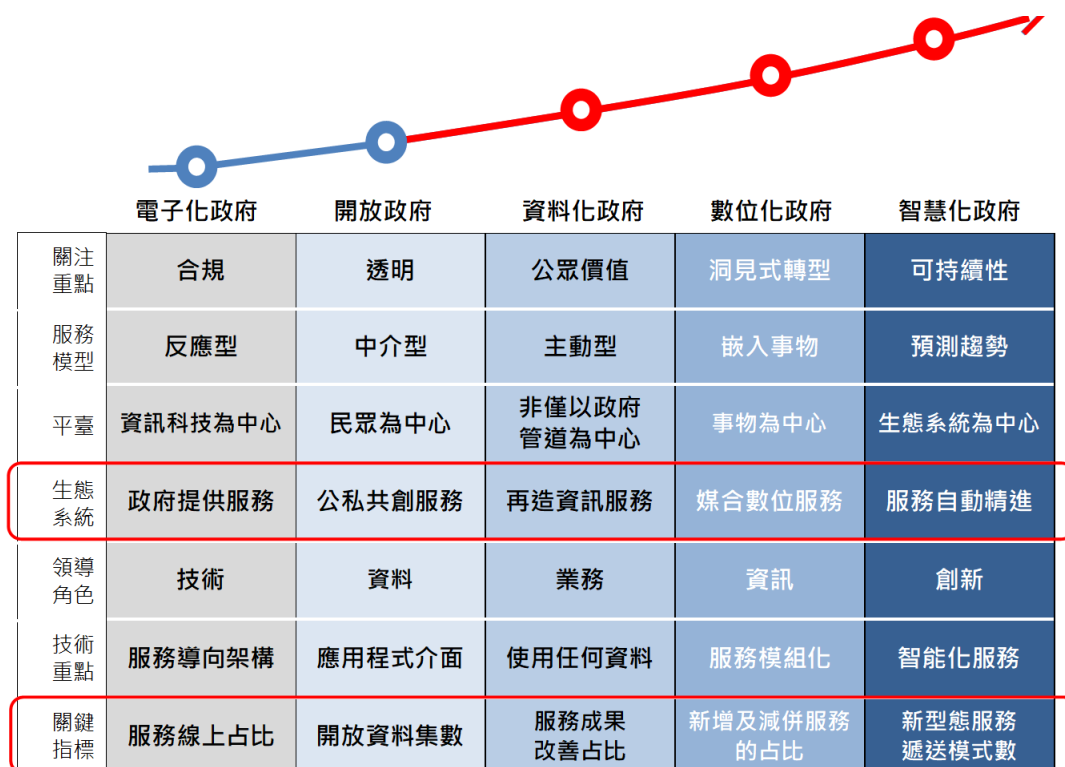 電子化政府 開放政府 資料化政府 數位化政府 智慧化政府
關注
重點
合規 透明 公眾價值 洞見式轉型 可持續性
服務
模型
反應型 中介型 主動型 嵌入事物 預測趨勢
平臺
資訊科技為中心 民眾為中心
非僅以政府
管道為中心
事物為中心 生態系統為中心
生態
系統
政府提供服務 公私共創服務 再造資訊服務 媒合數位服務 服務自動精進
領導
角色
技術 資料 業務 資訊 創新
技術
重點
服務導向架構 應用程式介面 使用任何資料 服務模組化 智能化服務
關鍵
指標
服務線上占比 開放資料集數
服務成果
改善占比
新增及減併服務
的占比
新型態服務
遞送模式數